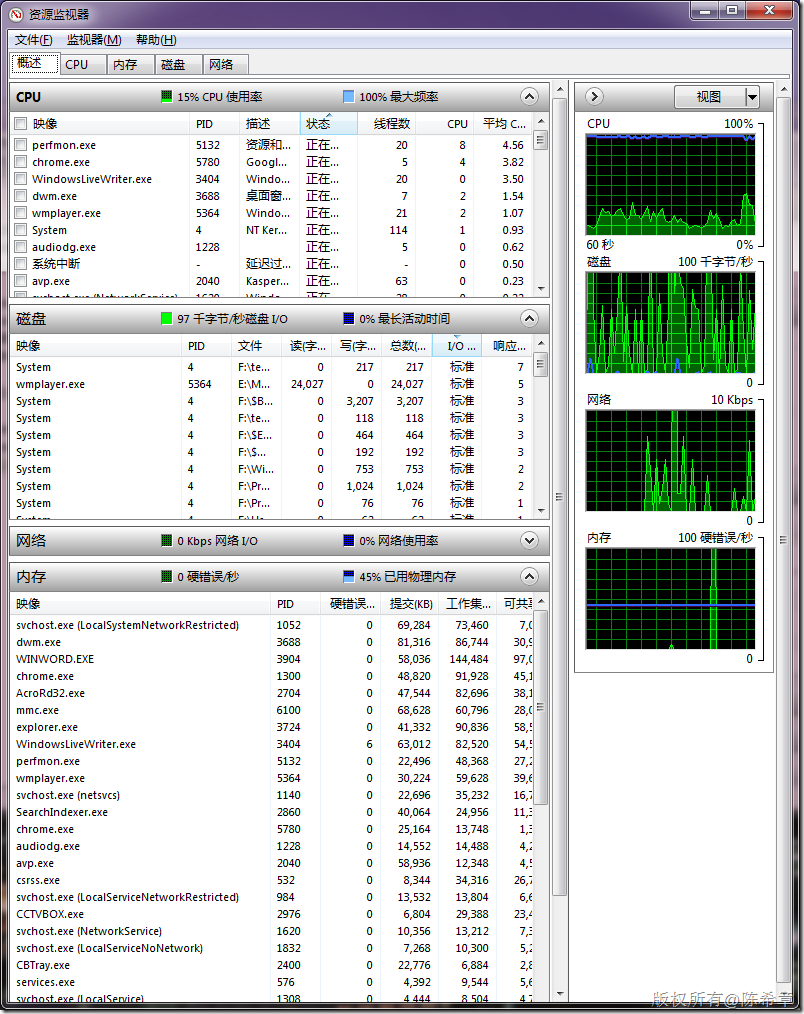 资源监视器
文件(F) 监视器(M) 帮助(H)
概述 CPU 内存 磁盘 网络
CPU 15% CPU 使用率 100% 最大频率
映像 PID 描述 状态 线程数 CPU 平均 C...
perfmon.exe 5132 资源和... 正在... 20 8 4.56
chrome.exe 5780 Googl... 正在... 5 4 3.82
WindowsLiveWriter.exe 3404 Windo... 正在... 20 0 3.50
dwm.exe 3688 桌面窗... 正在... 7 2 1.54
wmplayer.exe 5364 Windo... 正在... 21 2 1.07
System 4 NT Ker... 正在... 114 1 0.93
audiodg.exe 1228 正在... 5 0 0.62
系统中断 - 延迟过... 正在... - 0 0.50
avp.exe 2040 Kasper... 正在... 63 0 0.23
磁盘 97 千字节/秒磁盘 I/O 0% 最长活动时间
映像 PID 文件 读(字... 写(字... 总数(... I/O ... 响应...
System 4 F:\te... 0 217 217 标准 7
wmplayer.exe 5364 E:\M... 24,027 0 24,027 标准 5
System 4 F:\$B... 0 3,207 3,207 标准 3
System 4 F:\te... 0 118 118 标准 3
System 4 F:\$E... 0 464 464 标准 3
System 4 F:\$... 0 192 192 标准 3
System 4 F:\Wi... 0 753 753 标准 2
System 4 F:\Pr... 0 1,024 1,024 标准 2
System 4 F:\Pr... 0 76 76 标准 1
网络 0 Kbps 网络 I/O 0% 网络使用率
内存 0 硬错误/秒 45% 已用物理内存
映像 PID 硬错误... 提交(KB) 工作集... 可共
svchost.exe (LocalSystemNetworkRestricted) 1052 0 69,284 73,460 7,0
dwm.exe 3688 0 81,316 86,744 30,9
WINWORD.EXE 3904 0 58,036 144,484 97,0
chrome.exe 1300 0 48,820 91,928 45,1
AcroRd32.exe 2704 0 47,544 82,696 38,1
mmc.exe 6100 0 68,628 60,796 28,0
explorer.exe 3724 0 41,332 90,836 58,5
WindowsLiveWriter.exe 3404 6 63,012 82,520 54,5
perfmon.exe 5132 0 22,496 48,368 27,2
wmplayer.exe 5364 0 30,224 59,628 39,6
svchost.exe (netsvcs) 1140 0 22,696 35,232 16,7
SearchIndexer.exe 2860 0 40,064 24,956 11,3
chrome.exe 5780 0 25,164 13,748 1,3
audiodg.exe 1228 0 14,552 14,488 4,2
avp.exe 2040 0 58,936 12,348 4,5
csrss.exe 532 0 8,344 34,316 26,7
svchost.exe (LocalServiceNetworkRestricted) 984 0 13,532 13,804 6,6
CCTVBOX.exe 2976 0 6,804 29,388 23,4
svchost.exe (NetworkService) 1620 0 10,356 13,212 7,3
svchost.exe (LocalServiceNoNetwork) 1832 0 7,268 10,300 5,2
CBTray.exe 2400 0 22,776 6,884 2,8
services.exe 576 0 4,392 9,544 5,6
svchost.exe (LocalService) 1308 0 4,444 8,504 4,7
视图
CPU 100%
60 秒 0%
磁盘 100 千字节/秒
0
网络 10 Kbps
0
内存 100 硬错误/秒
0
版权所有@陈希章